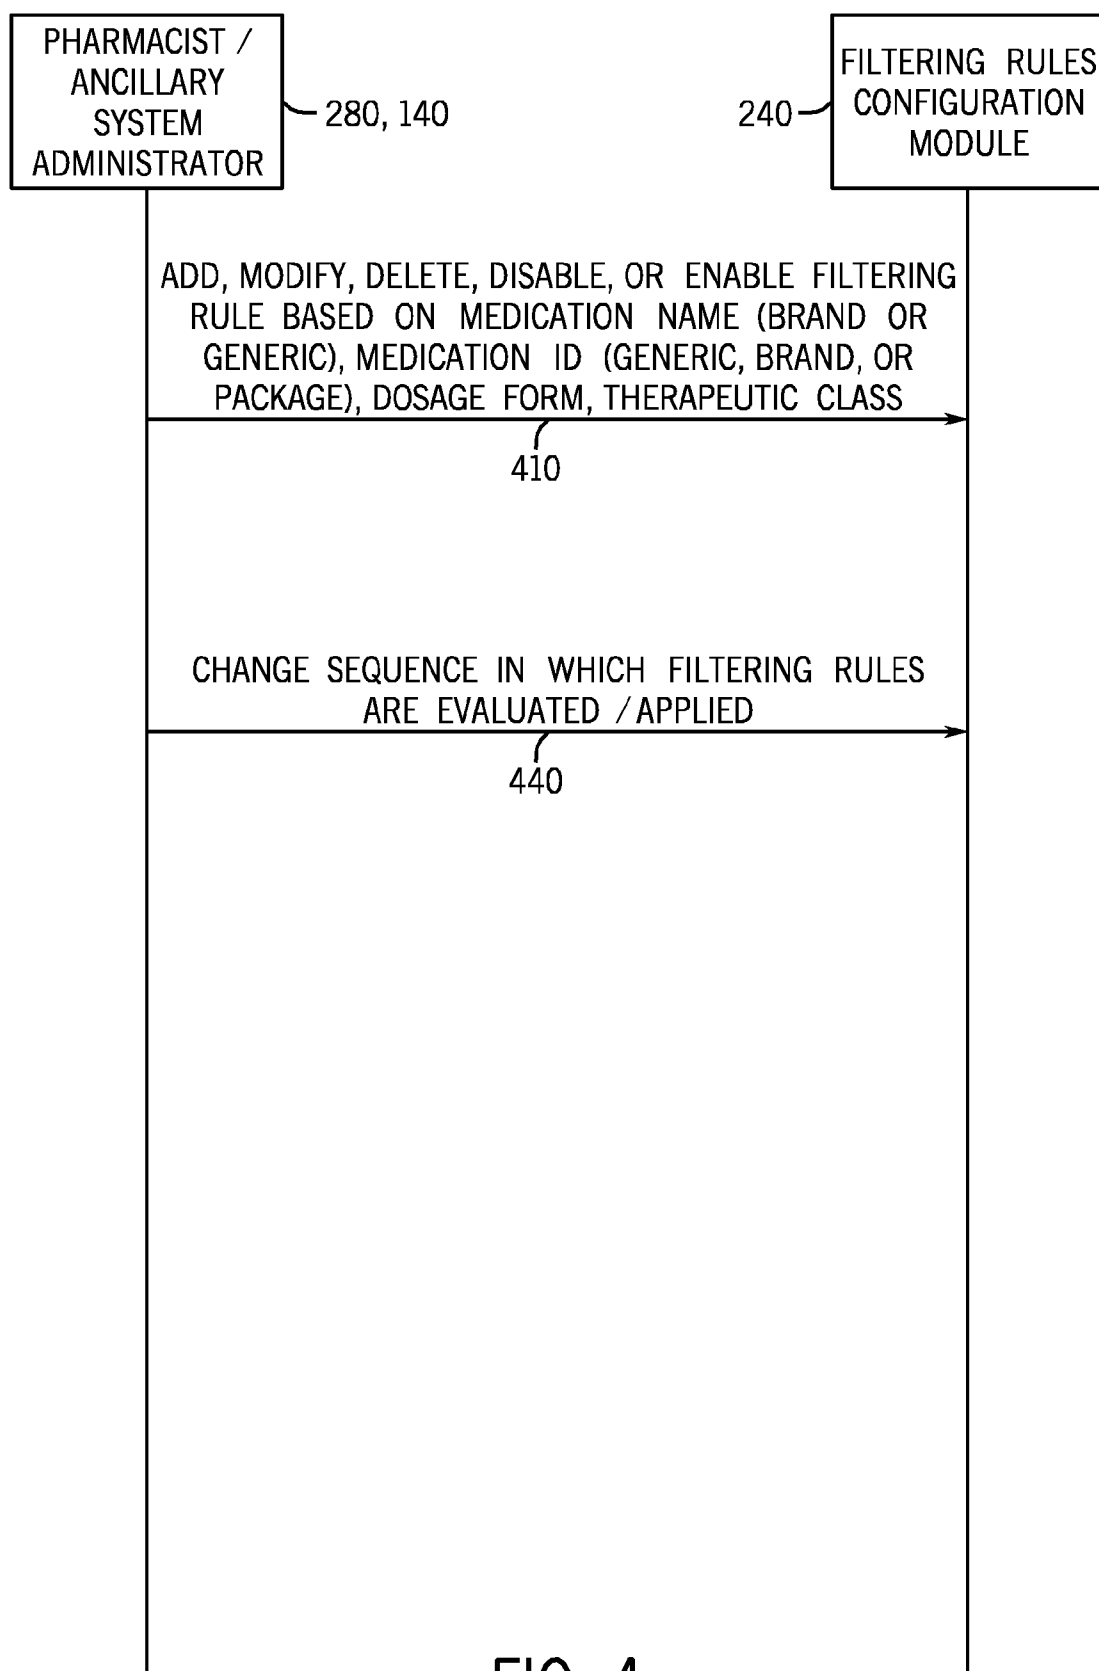 PHARMACIST /
ANCILLARY
SYSTEM
ADMINISTRATOR
280, 140
240
FILTERING RULES
CONFIGURATION
MODULE
ADD, MODIFY, DELETE, DISABLE, OR ENABLE FILTERING
RULE BASED ON MEDICATION NAME (BRAND OR
GENERIC), MEDICATION ID (GENERIC, BRAND, OR
PACKAGE), DOSAGE FORM, THERAPEUTIC CLASS
410
CHANGE SEQUENCE IN WHICH FILTERING RULES
ARE EVALUATED / APPLIED
440
FIG. 4